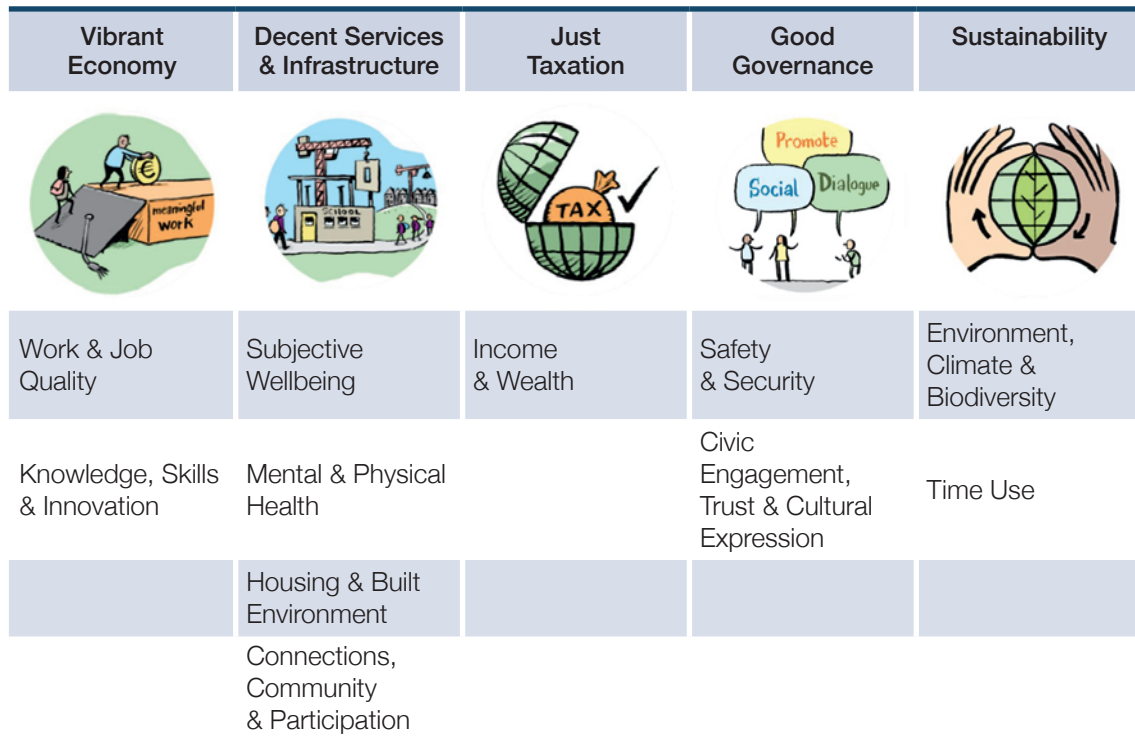 Vibrant
Economy
Decent Services
& Infrastructure
Just
Taxation
Good
Governance
Sustainability
€
meaningful
work
SCHOOL
TAX
Promote
Social
Dialogue
Work & Job
Quality
Subjective
Wellbeing
Income
& Wealth
Safety
& Security
Environment,
Climate &
Biodiversity
Knowledge, Skills
& Innovation
Mental & Physical
Health
Civic
Engagement,
Trust & Cultural
Expression
Time Use
Housing & Built
Environment
Connections,
Community
& Participation